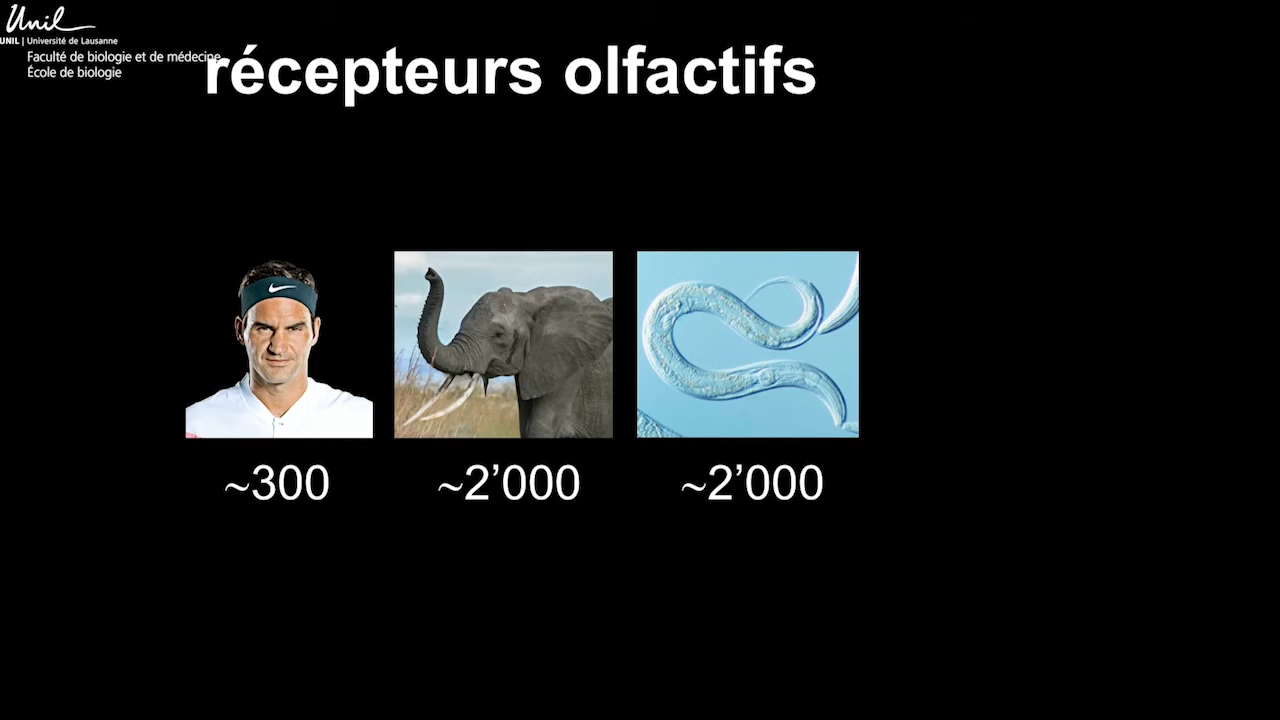 Unil
UNIL | Université de Lausanne
Faculté de biologie et de médecine
École de biologie
récepteurs olfactifs
~300
~2’000
~2’000